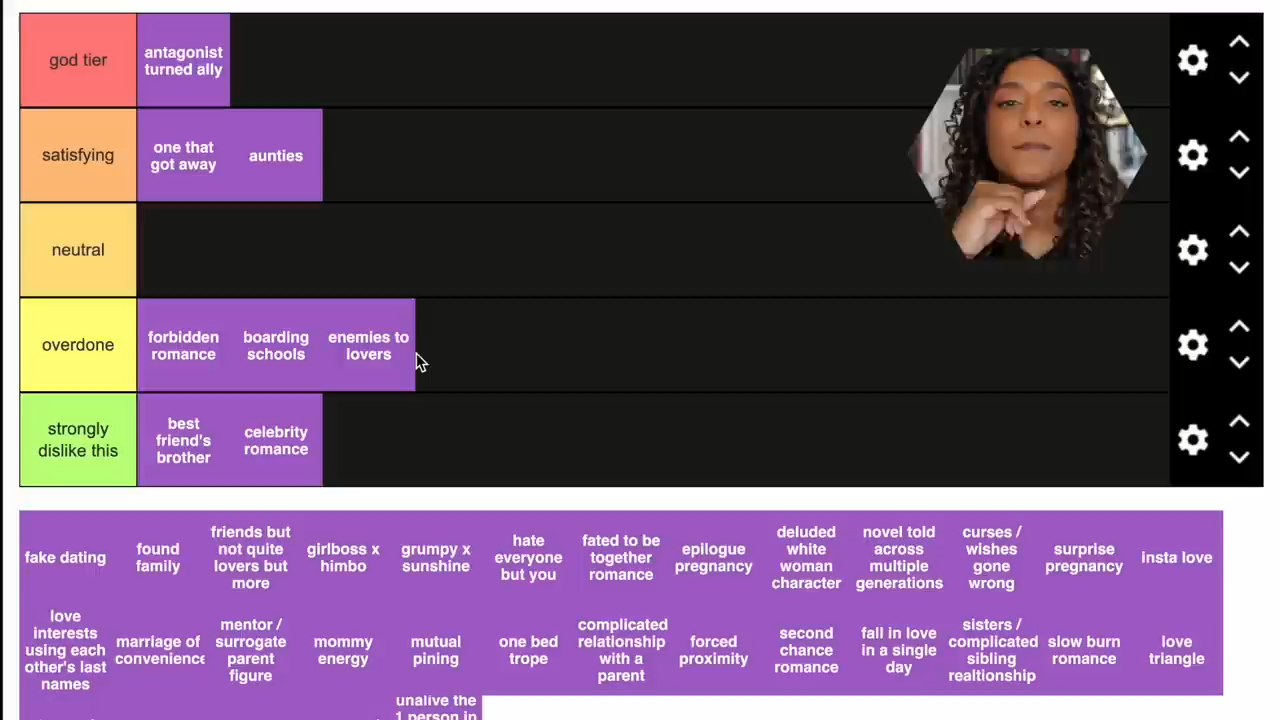 god tier
antagonist
turned ally
satisfying
one that
got away
aunties
neutral
overdone
forbidden
romance
boarding
schools
enemies to
lovers
strongly
dislike this
best
friend's
brother
celebrity
romance
fake dating
found
family
friends but
not quite
lovers but
more
girlboss x
himbo
grumpy x
sunshine
hate
everyone
but you
fated to be
together
romance
epilogue
pregnancy
deluded
white
woman
character
novel told
across
multiple
generations
curses /
wishes
gone
wrong
surprise
pregnancy
insta love
love
interests
using each
other's last
names
marriage of
convenience
mentor /
surrogate
parent
figure
mommy
energy
mutual
pining
one bed
trope
complicated
relationship
with a
parent
forced
proximity
second
chance
romance
fall in love
in a single
day
sisters /
complicated
sibling
realtionship
slow burn
romance
love
triangle
unalive the
1 person in